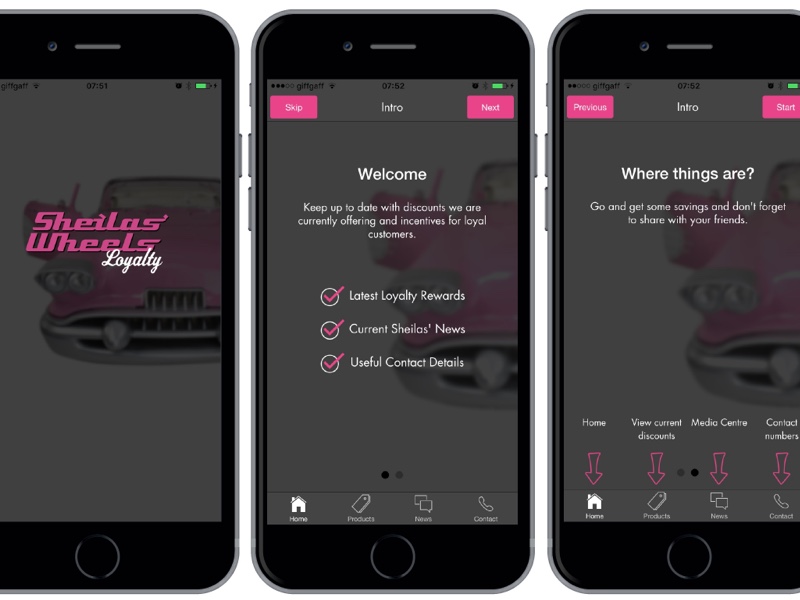 giffgaff 07:51
Sheilas'
Wheels
Loyalty
giffgaff 07:52
Skip Intro Next
Welcome
Keep up to date with discounts we are
currently offering and incentives for loyal
customers.
Latest Loyalty Rewards
Current Sheilas' News
Useful Contact Details
Home Products News Contact
giffgaff 07:52
Previous Intro Start
Where things are?
Go and get some savings and don't forget
to share with your friends.
Home View current Media Centre Contact
discounts numbers
Home Products News Contact